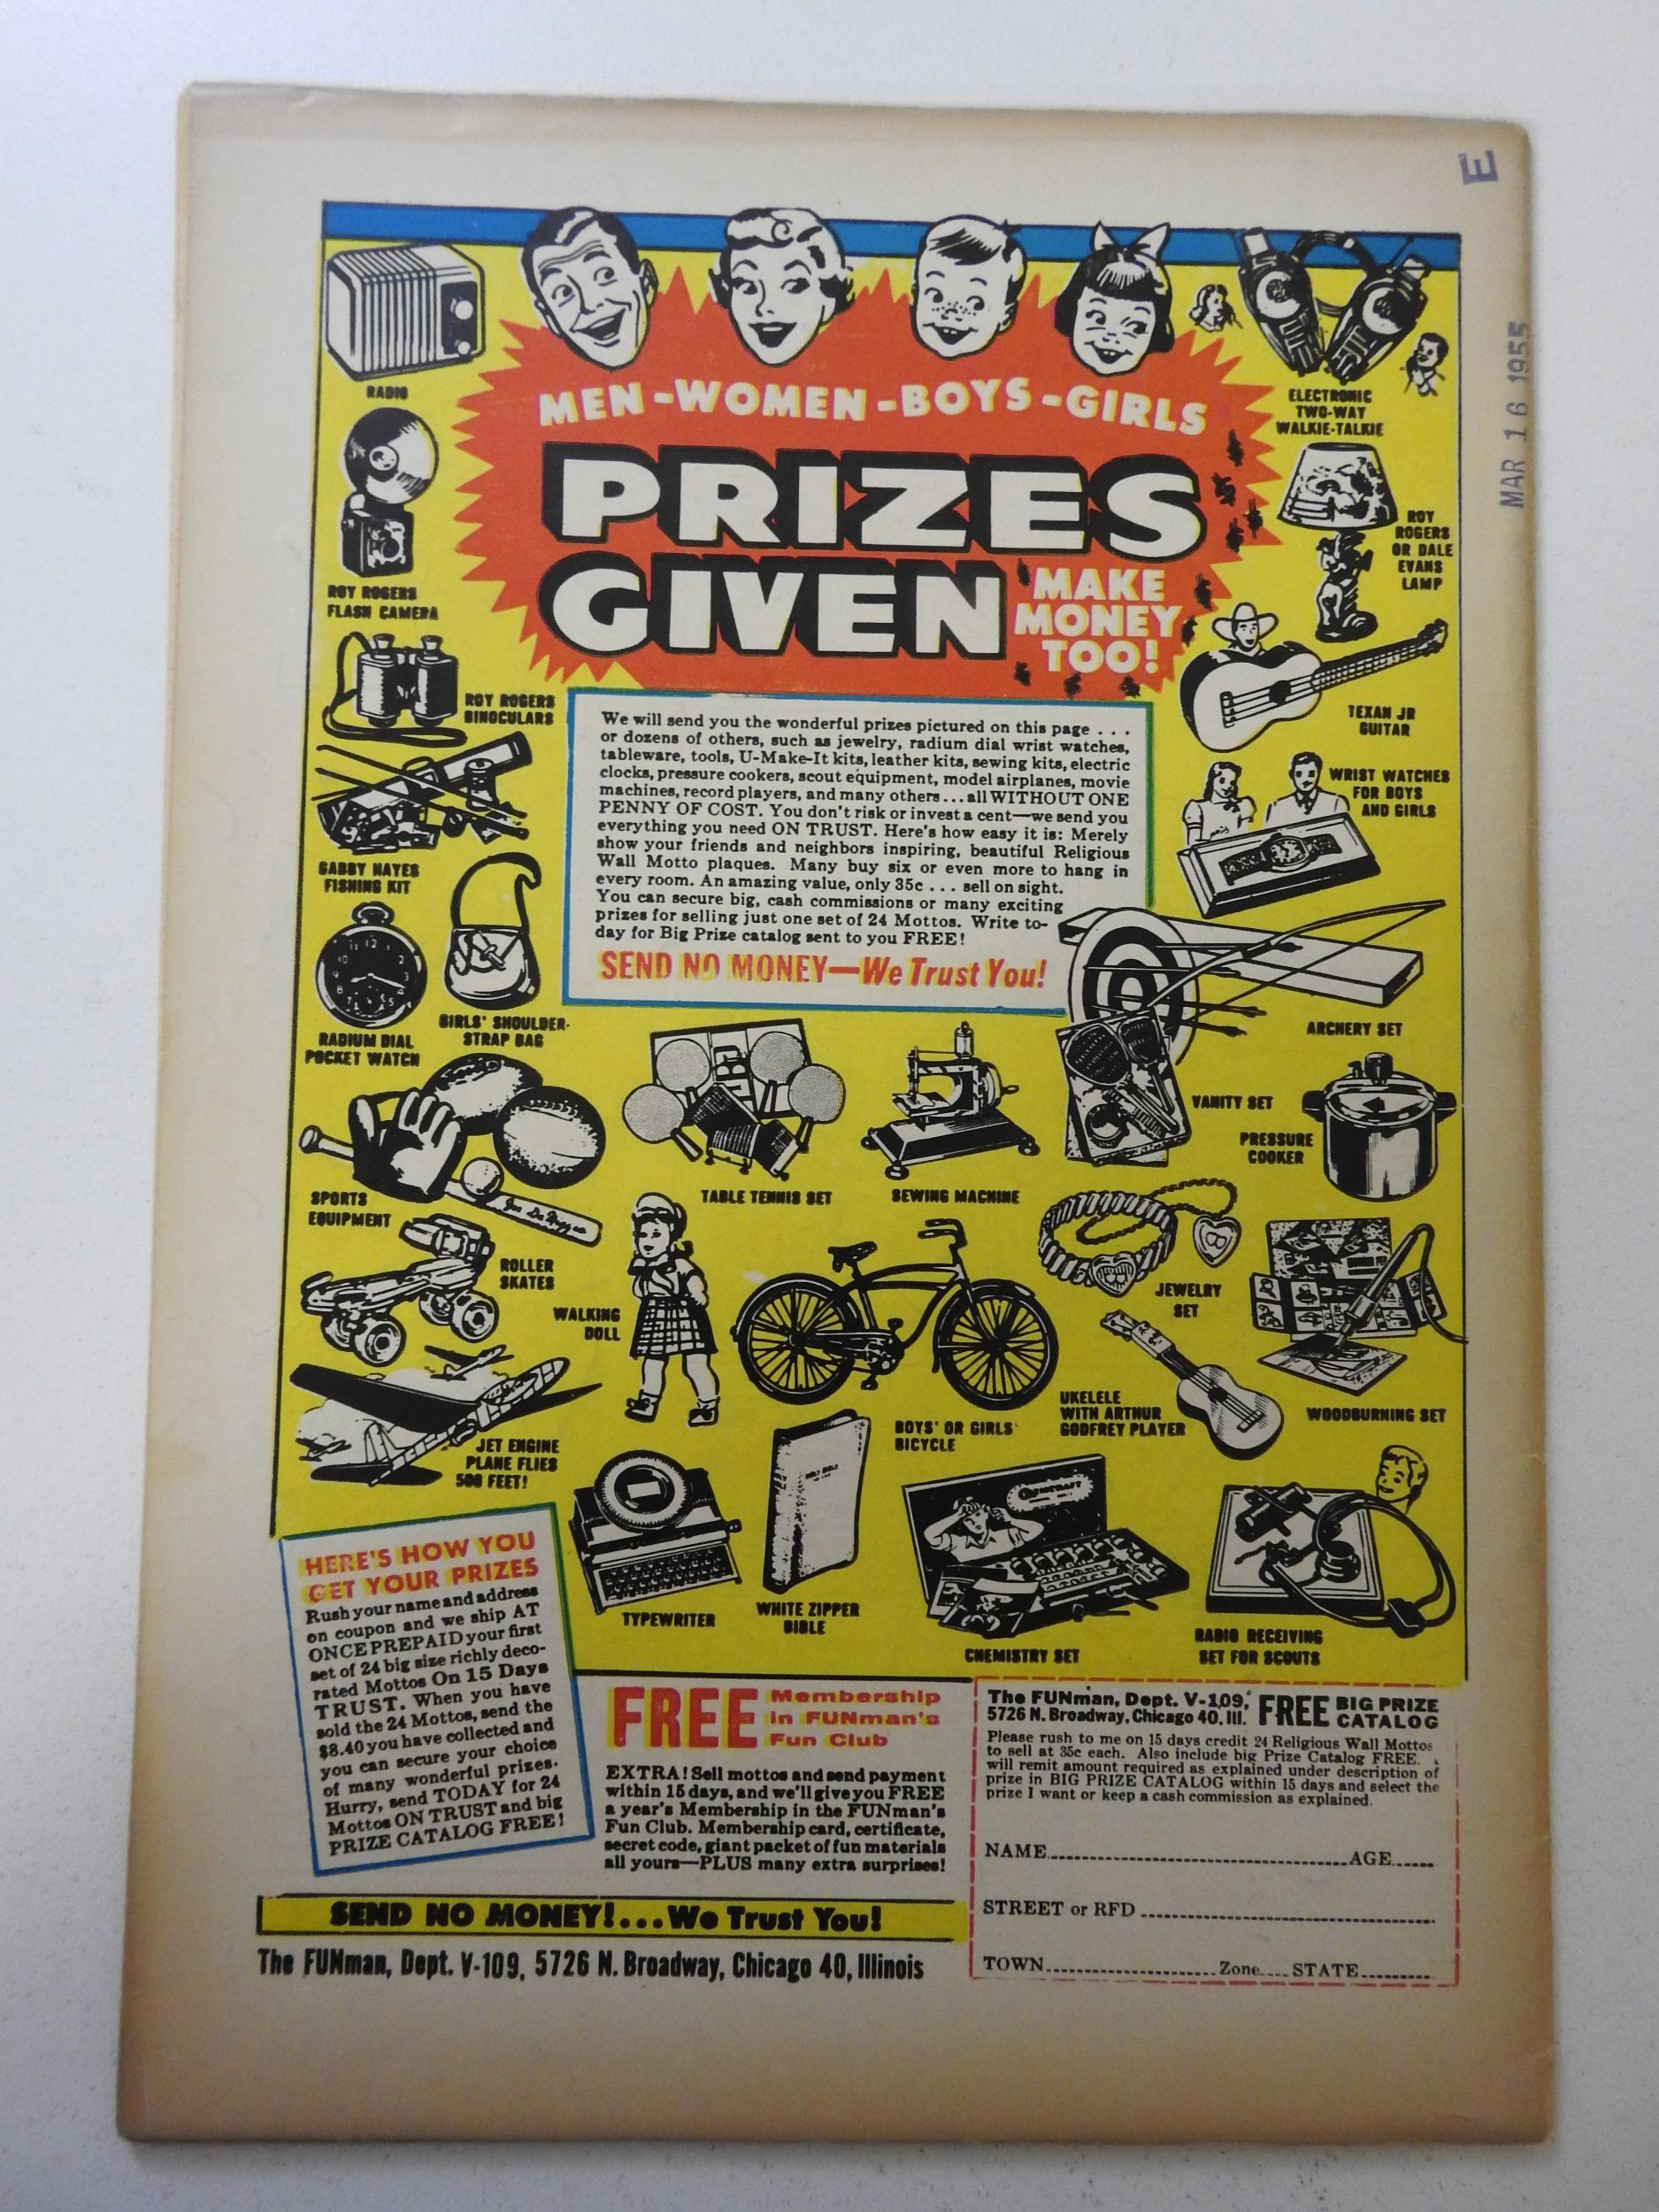 E
MAR 16 1955
MEN-WOMEN-BOYS-GIRLS
PRIZES
GIVEN
MAKE
MONEY
TOO!
RADIO
ELECTRONIC
TWO-WAY
WALKIE-TALKIE
ROY ROGERS
FLASH CAMERA
ROY
ROGERS
OR DALE
EVANS
LAMP
ROY ROGERS
BINOCULARS
TEXAN JR
GUITAR
GABBY HAYES
FISHING KIT
WRIST WATCHES
FOR BOYS
AND GIRLS
We will send you the wonderful prizes pictured on this page . . .
or dozens of others, such as jewelry, radium dial wrist watches,
tableware, tools, U-Make-It kits, leather kits, sewing kits, electric
clocks, pressure cookers, scout equipment, model airplanes, movie
machines, record players, and many others...all WITHOUT ONE
PENNY OF COST. You don't risk or invest a cent—we send you
everything you need ON TRUST. Here's how easy it is: Merely
show your friends and neighbors inspiring, beautiful Religious
Wall Motto plaques. Many buy six or even more to hang in
every room. An amazing value, only 35c . . . sell on sight.
You can secure big, cash commissions or many exciting
prizes for selling just one set of 24 Mottos. Write to-
day for Big Prize catalog sent to you FREE!
SEND NO MONEY—We Trust You!
RADIUM DIAL
POCKET WATCH
GIRLS' SHOULDER-
STRAP BAG
ARCHERY SET
SPORTS
EQUIPMENT
TABLE TENNIS SET
SEWING MACHINE
VANITY SET
PRESSURE
COOKER
ROLLER
SKATES
WALKING
DOLL
JEWELRY
SET
JET ENGINE
PLANE FLIES
500 FEET!
BOYS' OR GIRLS'
BICYCLE
UKELELE
WITH ARTHUR
GODFREY PLAYER
WOODBURNING SET
TYPEWRITER
HOLY BIBLE
WHITE ZIPPER
BIBLE
CHEMCRAFT
CHEMISTRY SET
RADIO RECEIVING
SET FOR SCOUTS
HERE'S HOW YOU
GET YOUR PRIZES
Rush your name and address
on coupon and we ship AT
ONCE PREPAID your first
set of 24 big size richly deco-
rated Mottos On 15 Days
TRUST. When you have
sold the 24 Mottos, send the
$8.40 you have collected and
you can secure your choice
of many wonderful prizes.
Hurry, send TODAY for 24
Mottos ON TRUST and big
PRIZE CATALOG FREE!
FREE
Membership
in FUNman's
Fun Club
EXTRA! Sell mottos and send payment
within 15 days, and we'll give you FREE
a year's Membership in the FUNman's
Fun Club. Membership card, certificate,
secret code, giant packet of fun materials
all yours—PLUS many extra surprises!
SEND NO MONEY!...We Trust You!
The FUNman, Dept. V-109, 5726 N. Broadway, Chicago 40, Illinois
The FUNman, Dept. V-109,
5726 N. Broadway, Chicago 40, Ill.
FREE BIG PRIZE
CATALOG
Please rush to me on 15 days credit 24 Religious Wall Mottos
to sell at 35c each. Also include big Prize Catalog FREE.
will remit amount required as explained under description of
prize in BIG PRIZE CATALOG within 15 days and select the
prize I want or keep a cash commission as explained.
NAME AGE
STREET or RFD
TOWN Zone STATE